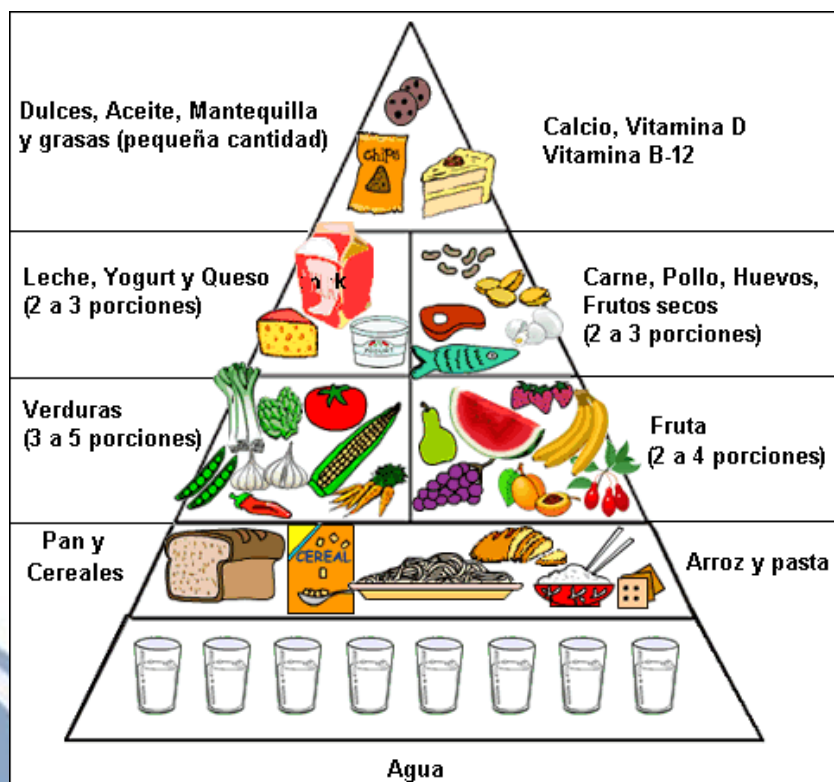 Dulces, Aceite, Mantequilla
y grasas (pequeña cantidad)
Calcio, Vitamina D
Vitamina B-12
chips
Leche, Yogurt y Queso
(2 a 3 porciones)
YOGURT
Carne, Pollo, Huevos,
Frutos secos
(2 a 3 porciones)
Verduras
(3 a 5 porciones)
Fruta
(2 a 4 porciones)
Pan y
Cereales
CEREAL
Arroz y pasta
Agua